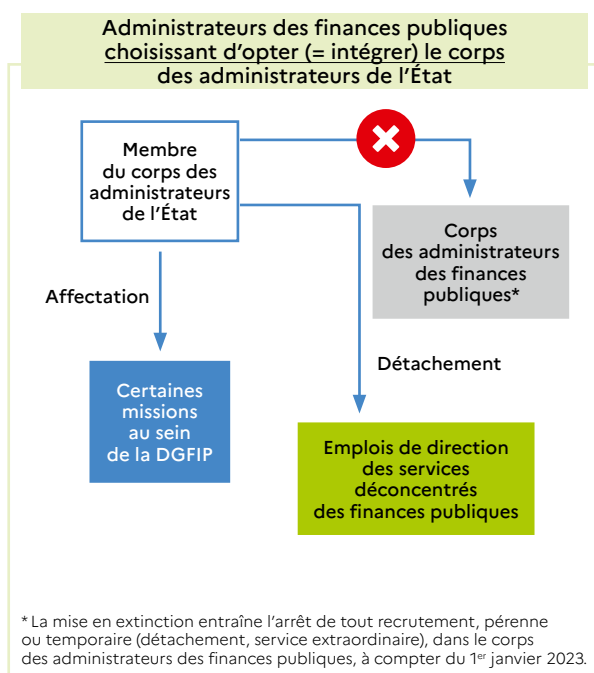 Administrateurs des finances publiques
choisissant d’opter (= intégrer) le corps
des administrateurs de l’État
Membre
du corps des
administrateurs
de l’État
Corps
des administrateurs
des finances
publiques*
Affectation
Détachement
Certaines
missions
au sein
de la DGFIP
Emplois de direction
des services
déconcentrés
des finances publiques
* La mise en extinction entraîne l’arrêt de tout recrutement, pérenne
ou temporaire (détachement, service extraordinaire), dans le corps
des administrateurs des finances publiques, à compter du 1er janvier 2023.